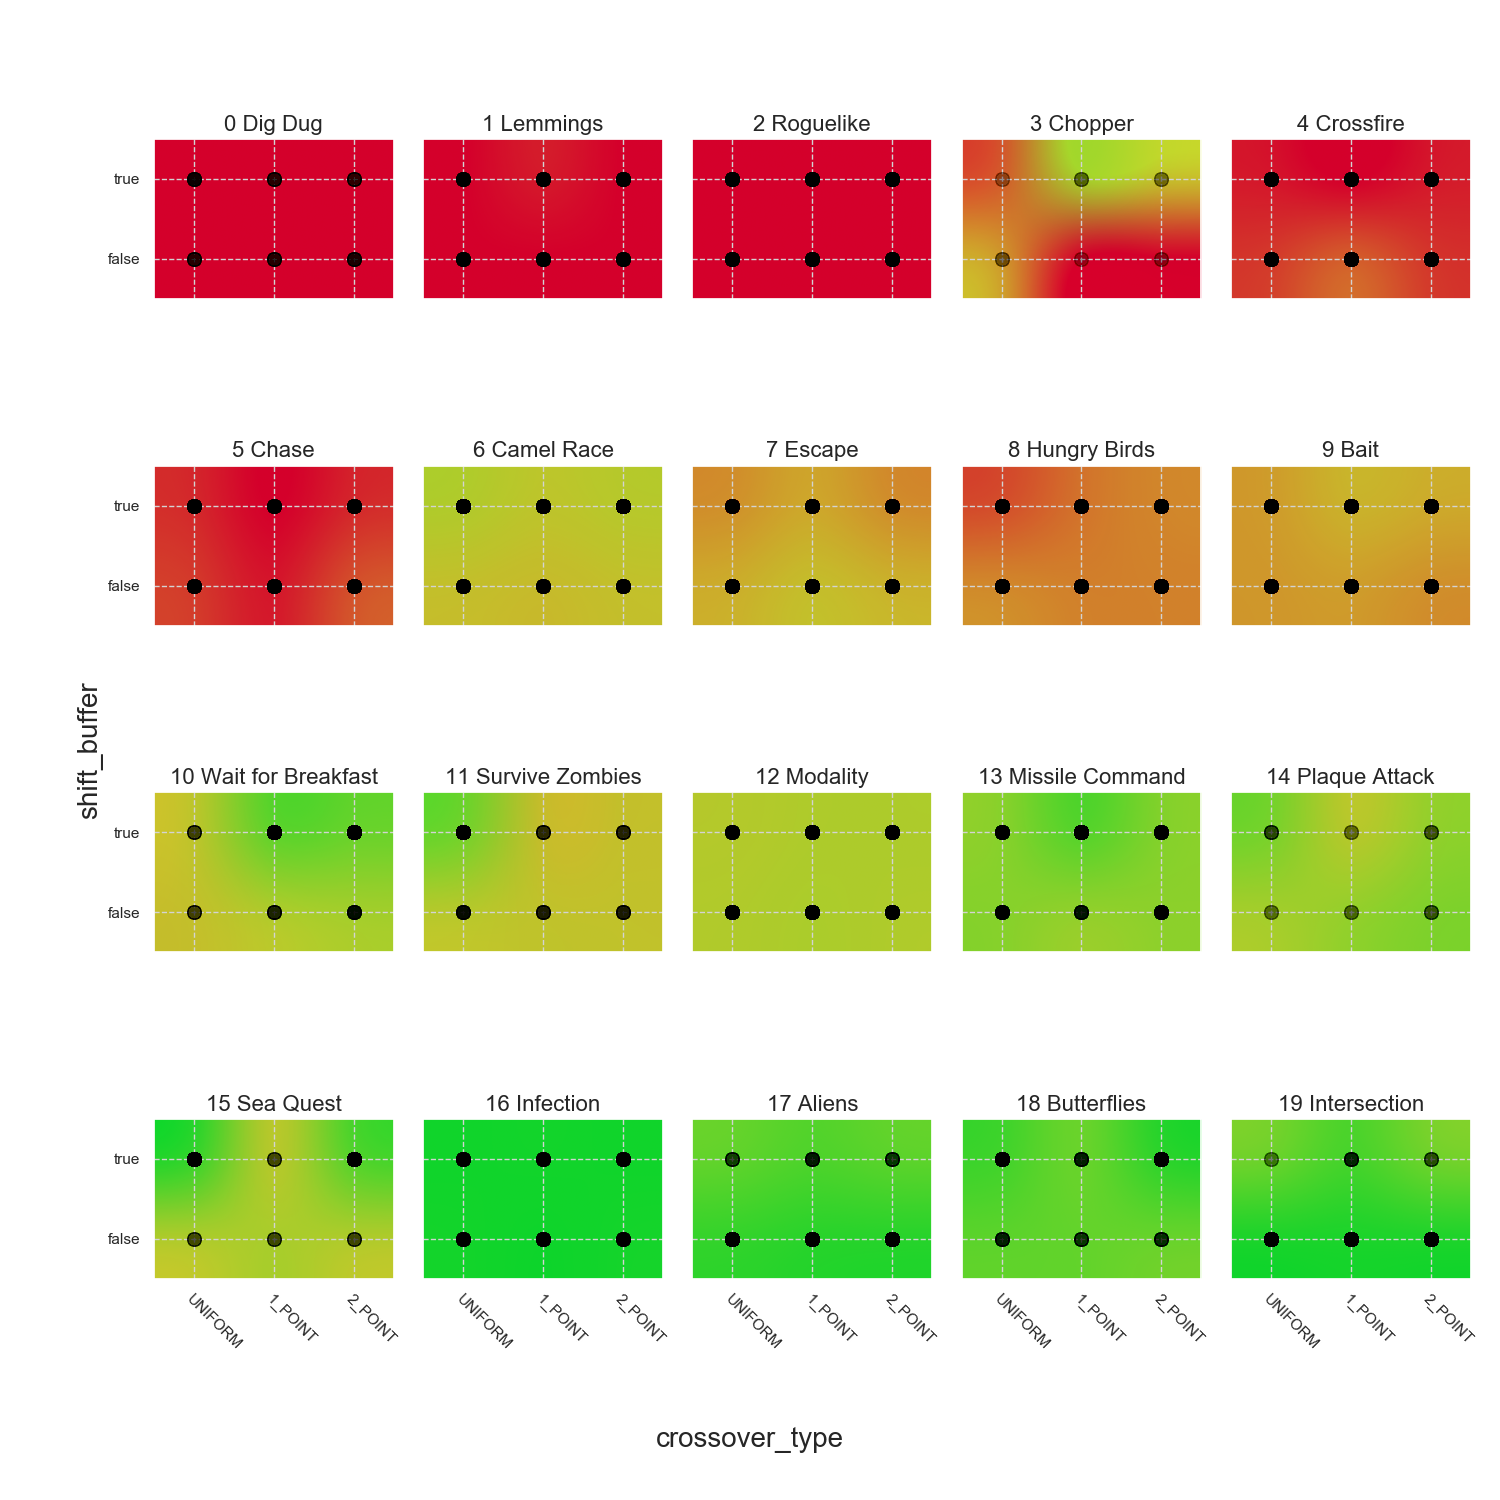 0 Dig Dug
1 Lemmings
2 Roguelike
3 Chopper
4 Crossfire
true
false
5 Chase
6 Camel Race
7 Escape
8 Hungry Birds
9 Bait
true
false
shift_buffer
10 Wait for Breakfast
11 Survive Zombies
12 Modality
13 Missile Command
14 Plaque Attack
true
false
15 Sea Quest
16 Infection
17 Aliens
18 Butterflies
19 Intersection
true
false
UNIFORM
1_POINT
2_POINT
UNIFORM
1_POINT
2_POINT
UNIFORM
1_POINT
2_POINT
UNIFORM
1_POINT
2_POINT
UNIFORM
1_POINT
2_POINT
crossover_type